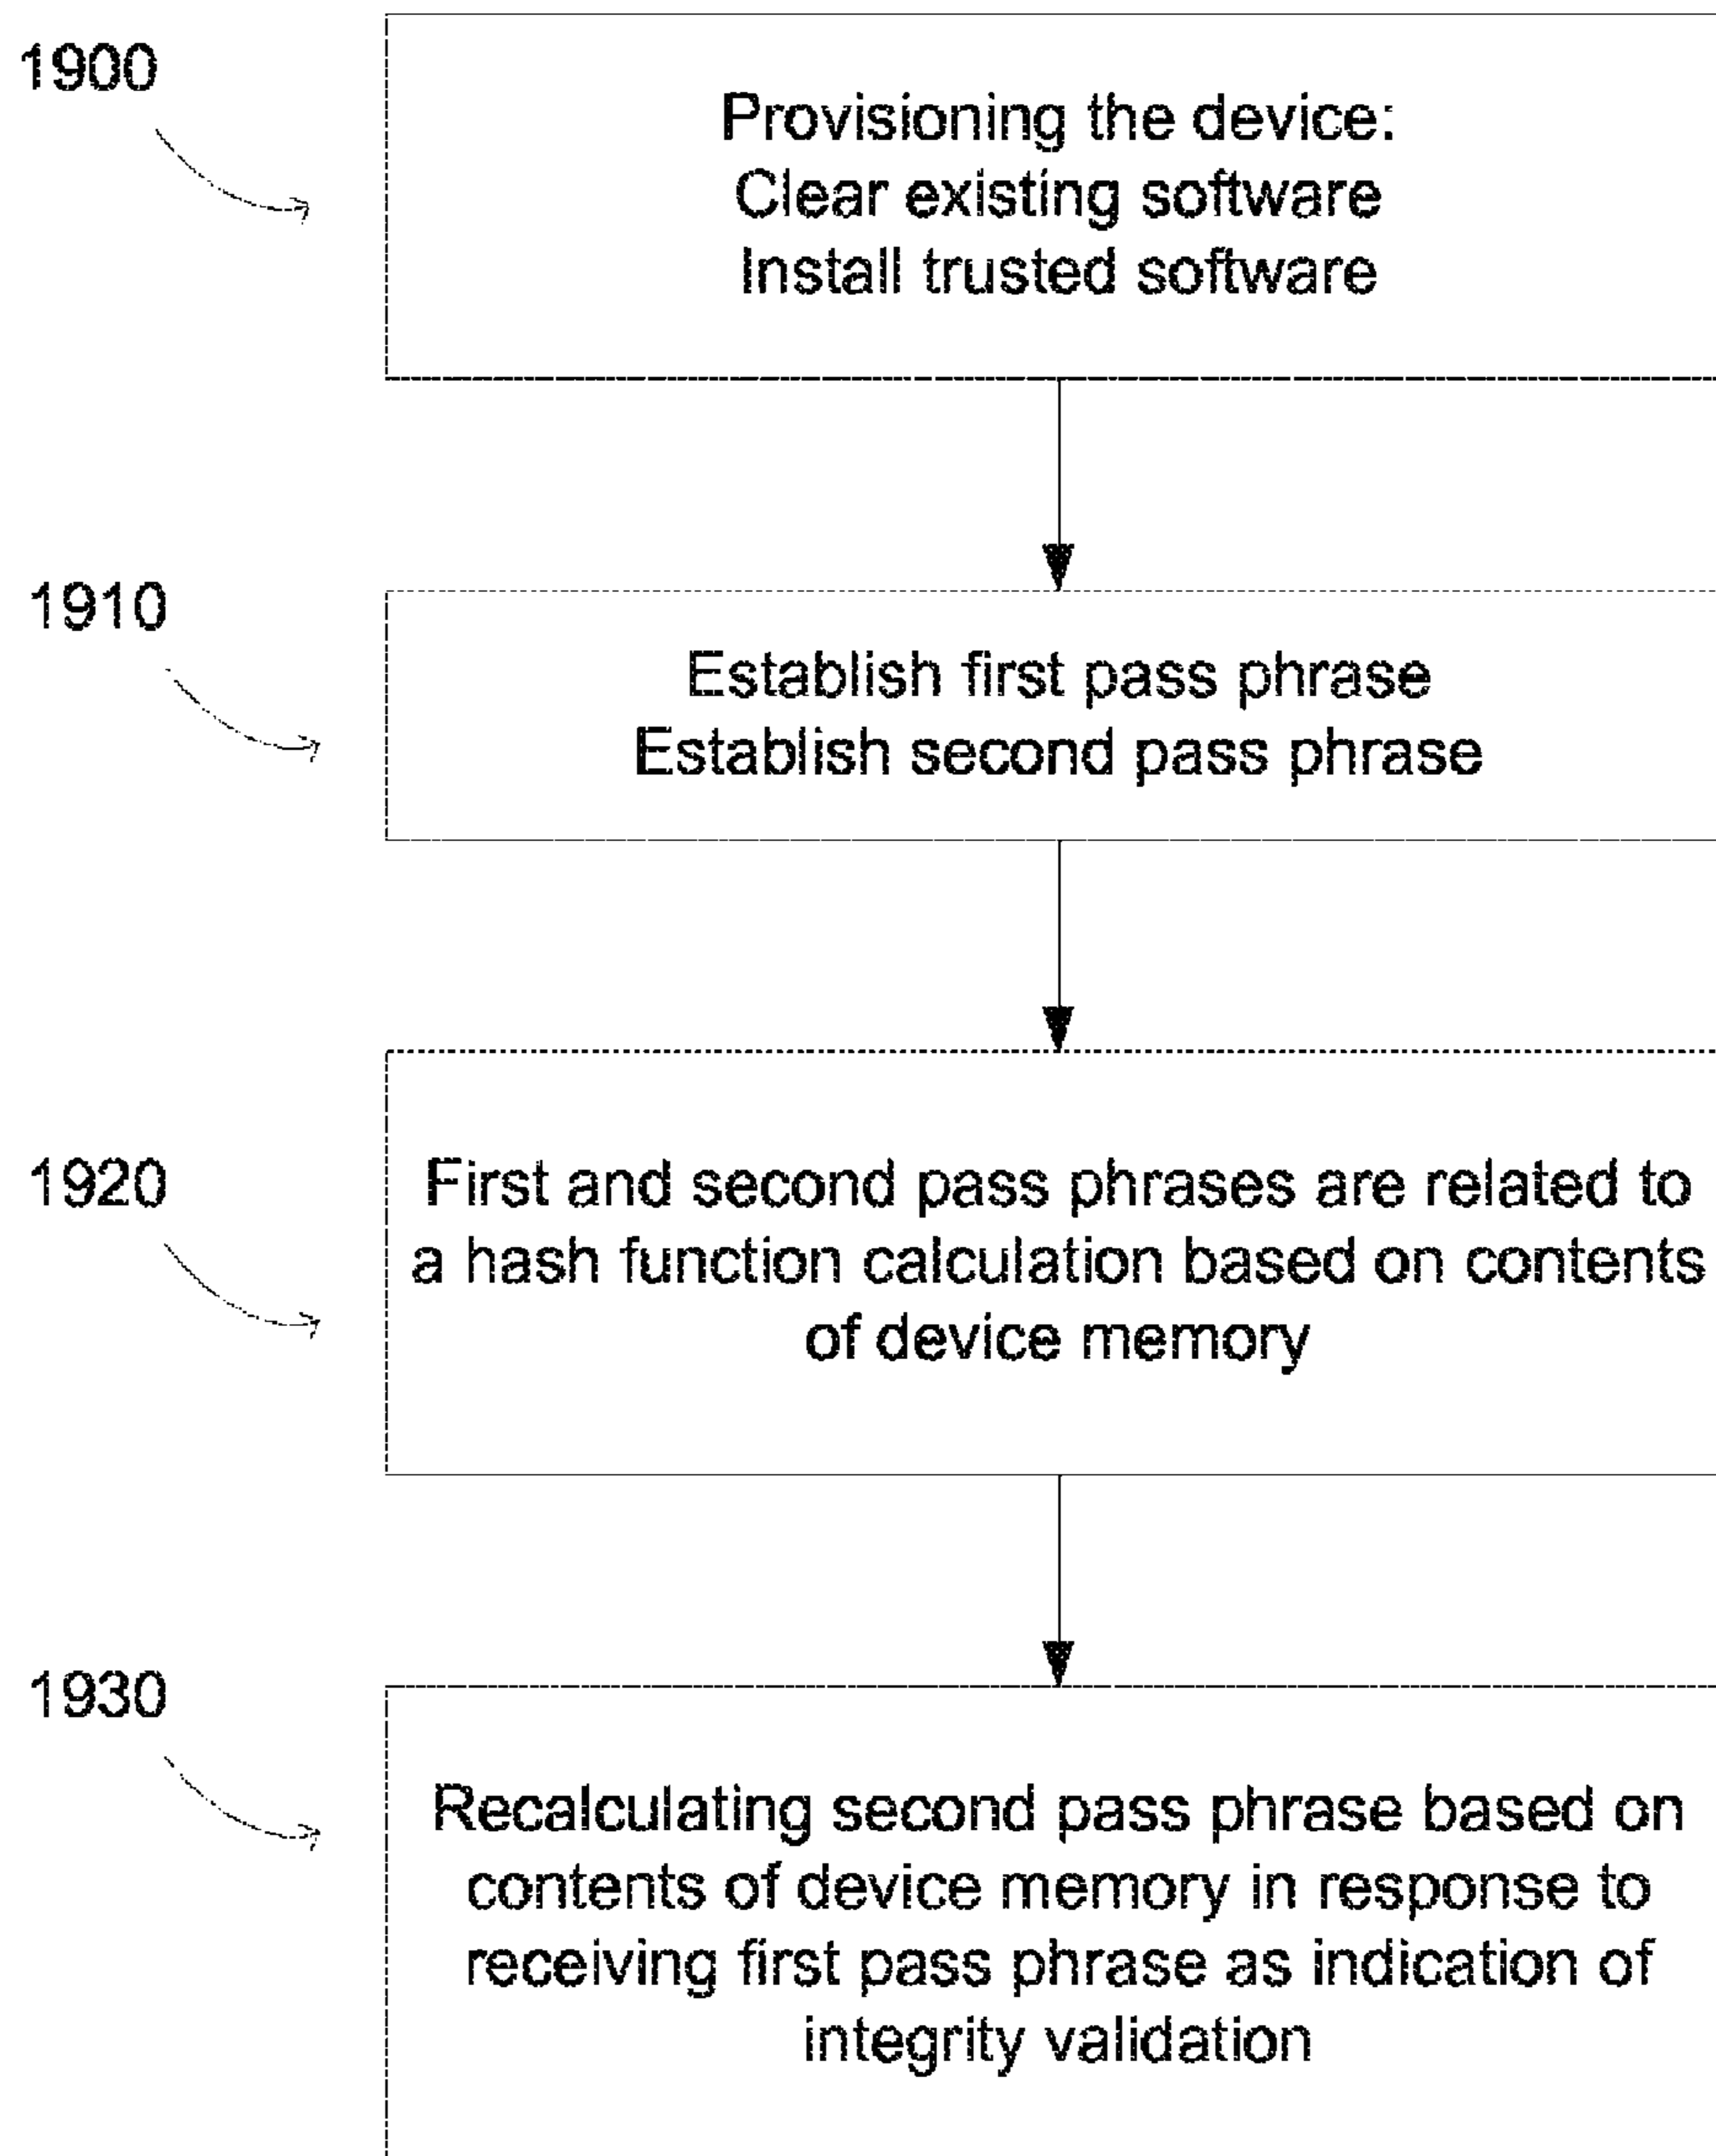 1900
Provisioning the device:
Clear existing software
Install trusted software
1910
Establish first pass phrase
Establish second pass phrase
1920
First and second pass phrases are related to
a hash function calculation based on contents
of device memory
1930
Recalculating second pass phrase based on
contents of device memory in response to
receiving first pass phrase as indication of
integrity validation